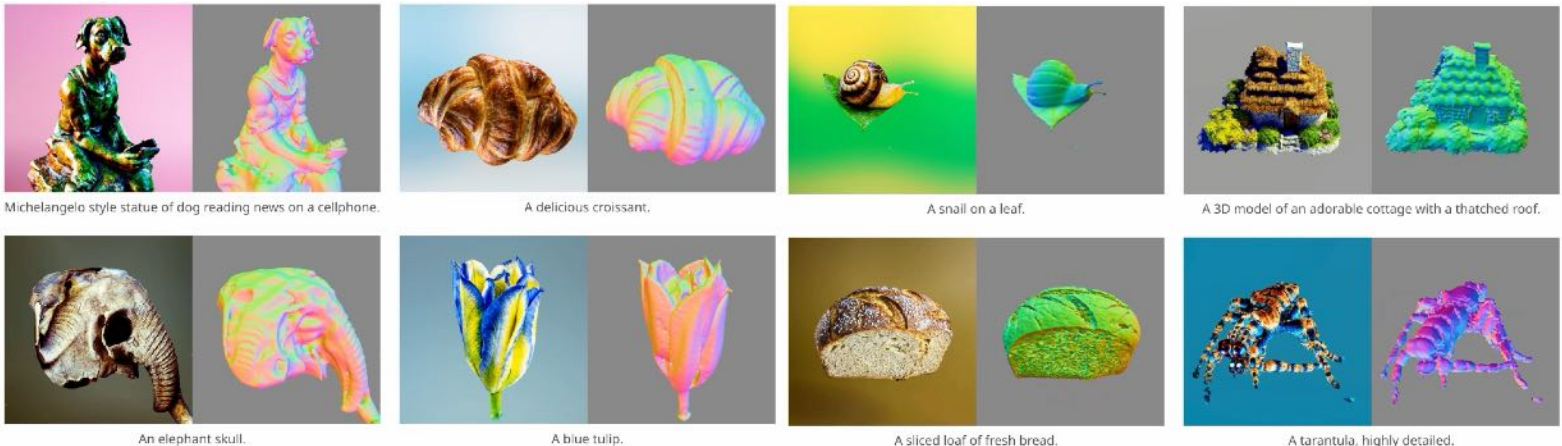 Michelangelo style statue of dog reading news on a cellphone.
A delicious croissant.
A snail on a leaf.
A 3D model of an adorable cottage with a thatched roof.
An elephant skull.
A blue tulip.
A sliced loaf of fresh bread.
A tarantula, highly detailed.